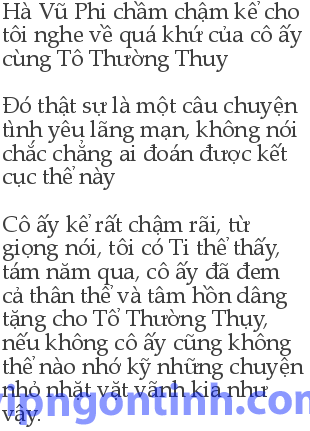 Hà Vũ Phi chầm chậm kể cho
tôi nghe về quá khứ của cô ấy
cùng Tô Thường Thuy
Đó thật sự là một câu chuyện
tình yêu lãng mạn, không nói
chắc chẳng ai đoán được kết
cục thể này
Cô ấy kể rất chậm rãi, từ
giọng nói, tôi có Ti thể thấy,
tám năm qua, cô ấy đã đem
cả thân thể và tâm hồn dâng
tặng cho Tổ Thường Thụy,
nếu không cô ấy cũng không
thể nào nhớ kỹ những chuyện
nhỏ nhặt vặt vãnh kia như
vậy.
vipngontinh.com